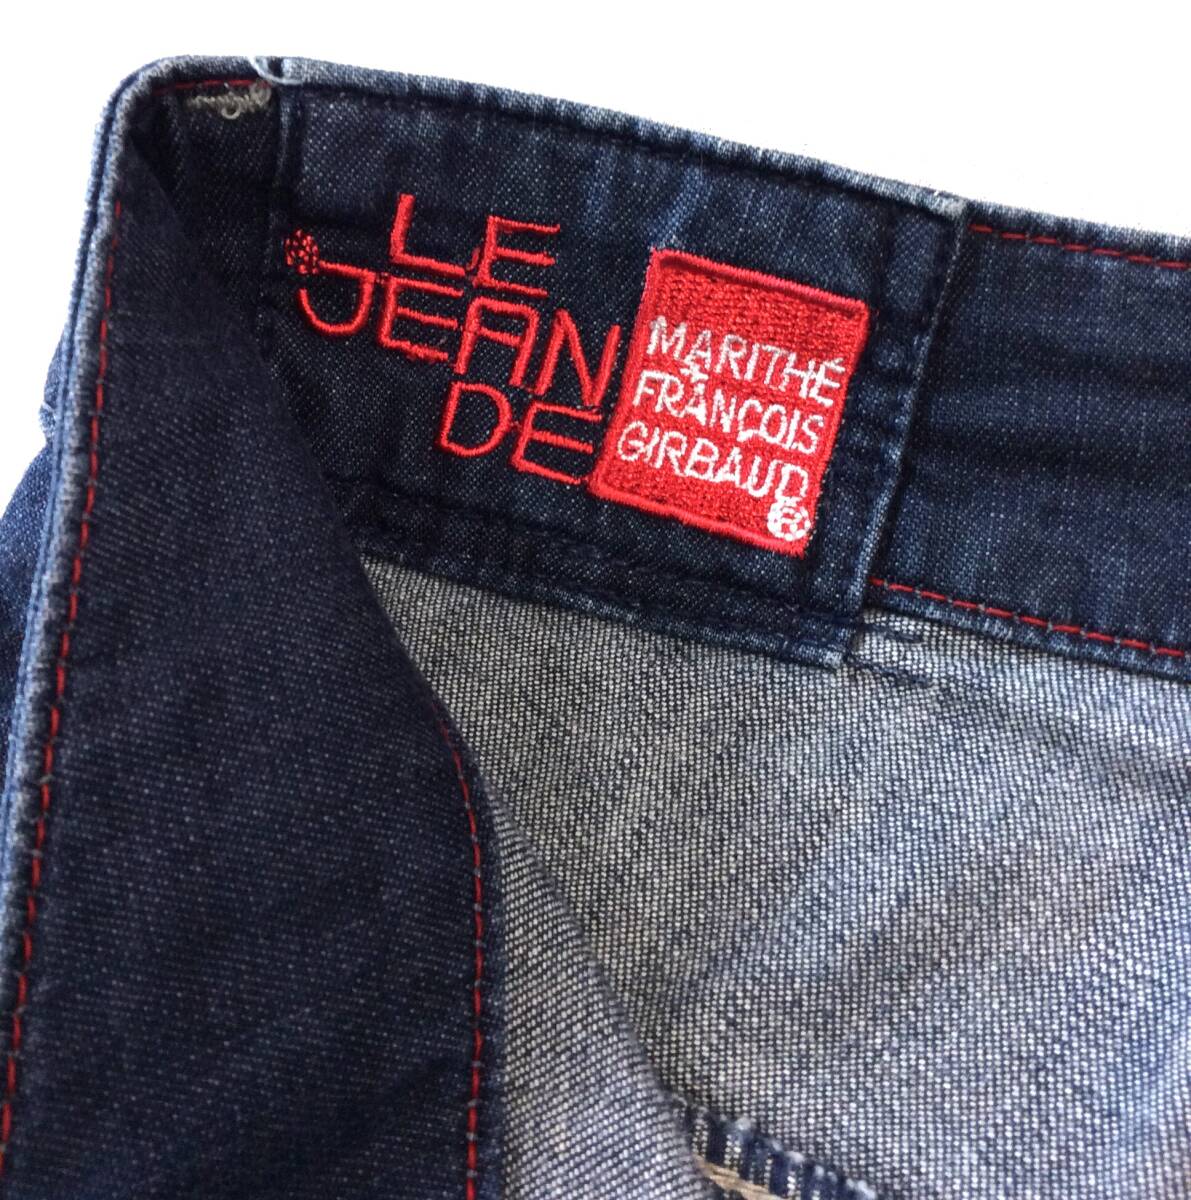 LE
®JEAN
DE
MARITHÉ
&
FRANÇOIS
GIRBAUD
®